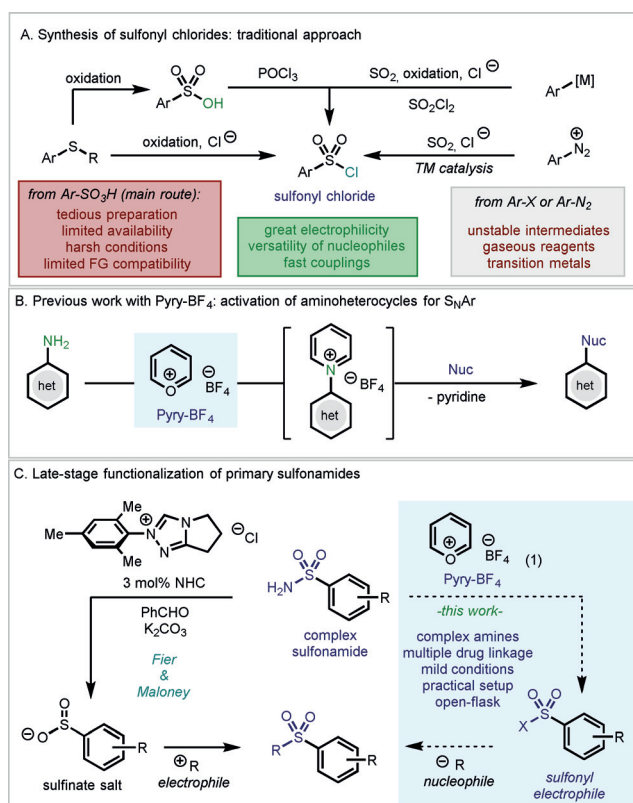 A. Synthesis of sulfonyl chlorides: traditional approach
oxidation
O O
Ar S OH
POCl3
SO2, oxidation, Cl⊖
SO2Cl2
Ar [M]
Ar S R
oxidation, Cl⊖
O O
Ar S Cl
sulfonyl chloride
SO2, Cl⊖
TM catalysis
⊕
Ar N2
from Ar-SO3H (main route):
tedious preparation
limited availability
harsh conditions
limited FG compatibility
great electrophilicity
versatility of nucleophiles
fast couplings
from Ar-X or Ar-N2
unstable intermediates
gaseous reagents
transition metals
B. Previous work with Pyry-BF4: activation of aminoheterocycles for SNAr
NH2
het
O
⊕
⊖
BF4
Pyry-BF4
⊕
N
⊖
BF4
het
Nuc
- pyridine
Nuc
het
C. Late-stage functionalization of primary sulfonamides
Me
Me
Me
⊕
N
N
N
⊖Cl
3 mol% NHC
PhCHO
K2CO3
Fier
&
Maloney
O O
H2N S
R
complex
sulfonamide
O
⊕
⊖
BF4
(1)
Pyry-BF4
-this work-
complex amines
multiple drug linkage
mild conditions
practical setup
open-flask
O
⊖O S
R
sulfinate salt
⊕R
electrophile
O O
R S
R
⊖R
nucleophile
O O
X S
R
sulfonyl
electrophile